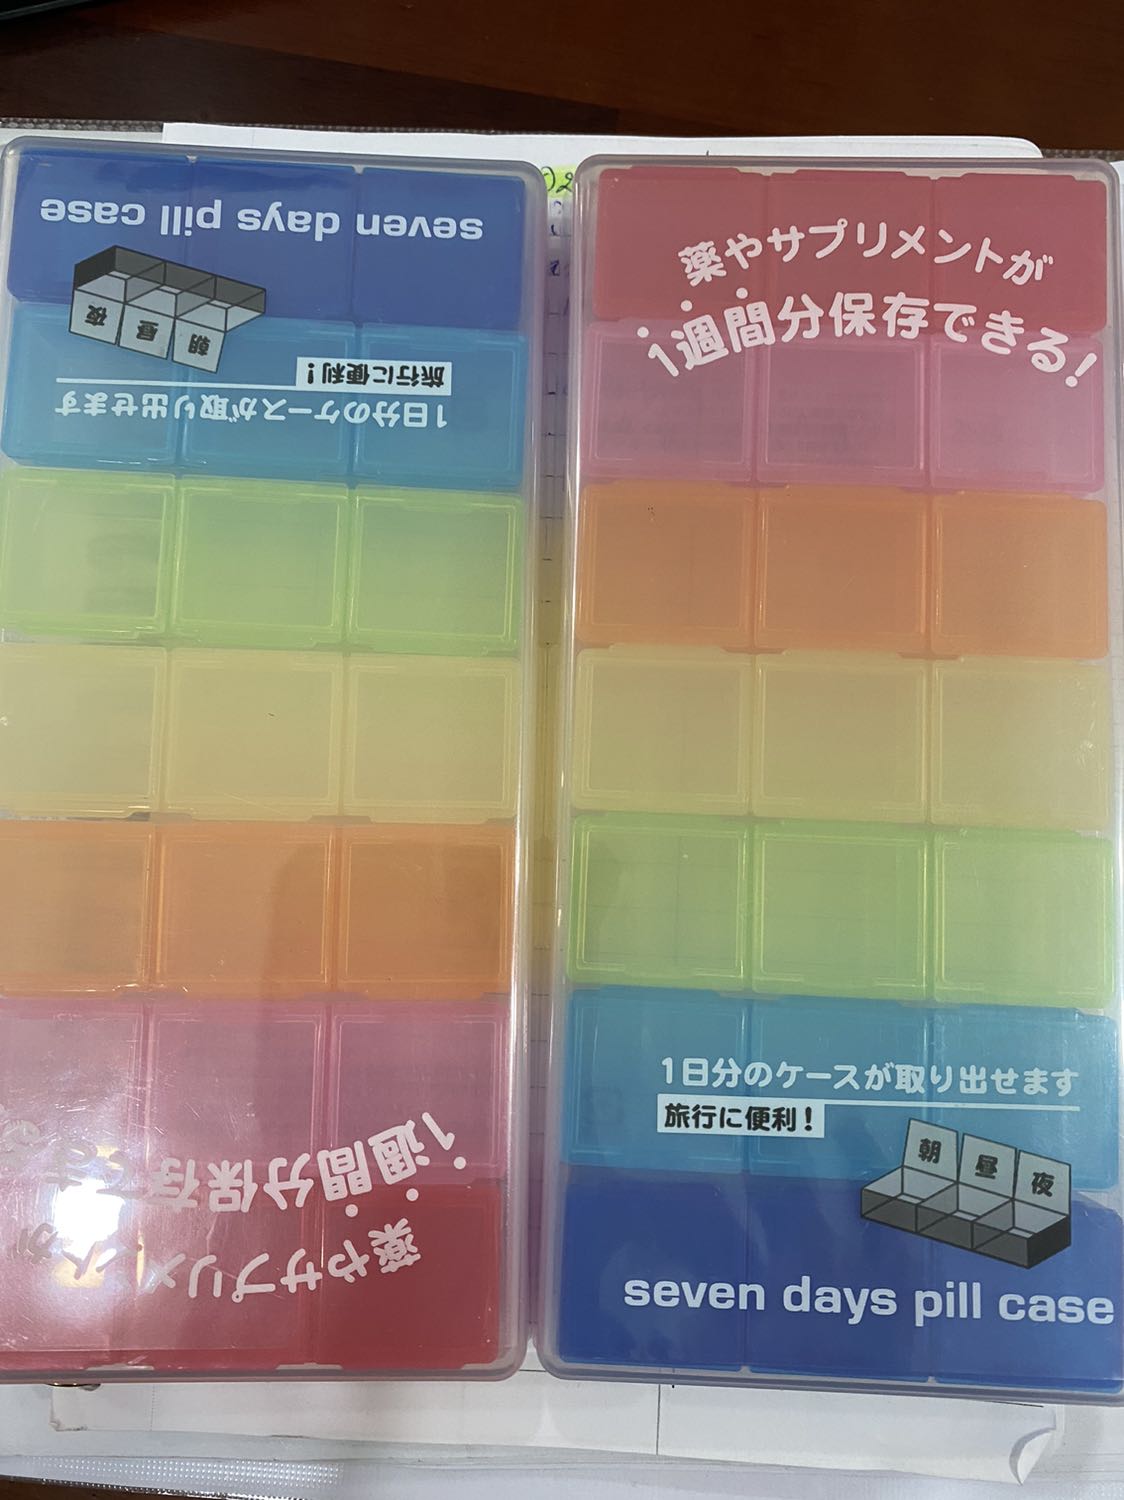 seven days pill case
夜 昼 朝
旅行に便利！
1日分のケースが取り出せます
1週間分保存でき
薬やサプリメントが
薬やサプリメントが
1週間分保存できる！
1日分のケースが取り出せます
旅行に便利！
朝 昼 夜
seven days pill case